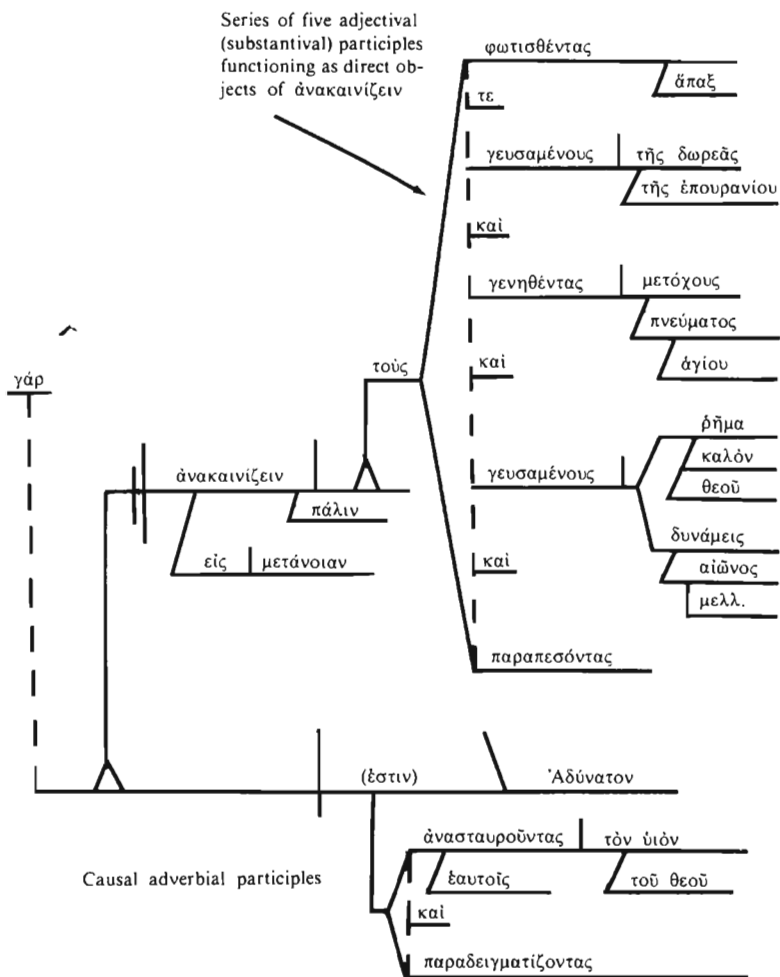 Series of five adjectival
(substantival) participles
functioning as direct ob-
jects of ἀνακαινίζειν
φωτισθέντας
ἅπαξ
τε
γευσαμένους τῆς δωρεᾶς
τῆς ἐπουρανίου
καὶ
γενηθέντας μετόχους
πνεύματος
ἁγίου
τοὺς
καὶ
γάρ
ἀνακαινίζειν
πάλιν
εἰς μετάνοιαν
γευσαμένους
ῥῆμα
καλὸν
θεοῦ
δυνάμεις
αἰῶνος
μελλ.
καὶ
παραπεσόντας
(ἐστιν) Ἀδύνατον
ἀνασταυροῦντας τὸν υἱὸν
ἑαυτοῖς τοῦ θεοῦ
Causal adverbial participles
καὶ
παραδειγματίζοντας